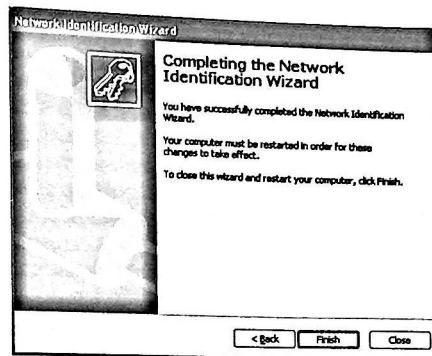 Network Identification Wizard
Completing the Network
Identification Wizard
You have successfully completed the Network Identification
Wizard.
Your computer must be restarted in order for these
changes to take effect.
To close this wizard and restart your computer, click Finish.
< Back
Finish
Close